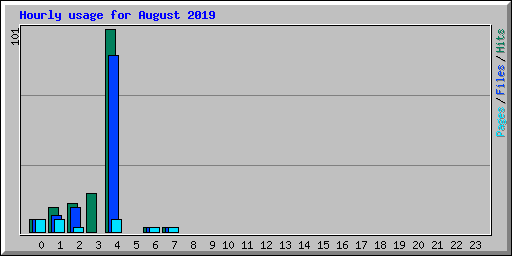 Hourly usage for August 2019
101
Pages/Files/Hits
0 1 2 3 4 5 6 7 8 9 10 11 12 13 14 15 16 17 18 19 20 21 22 23